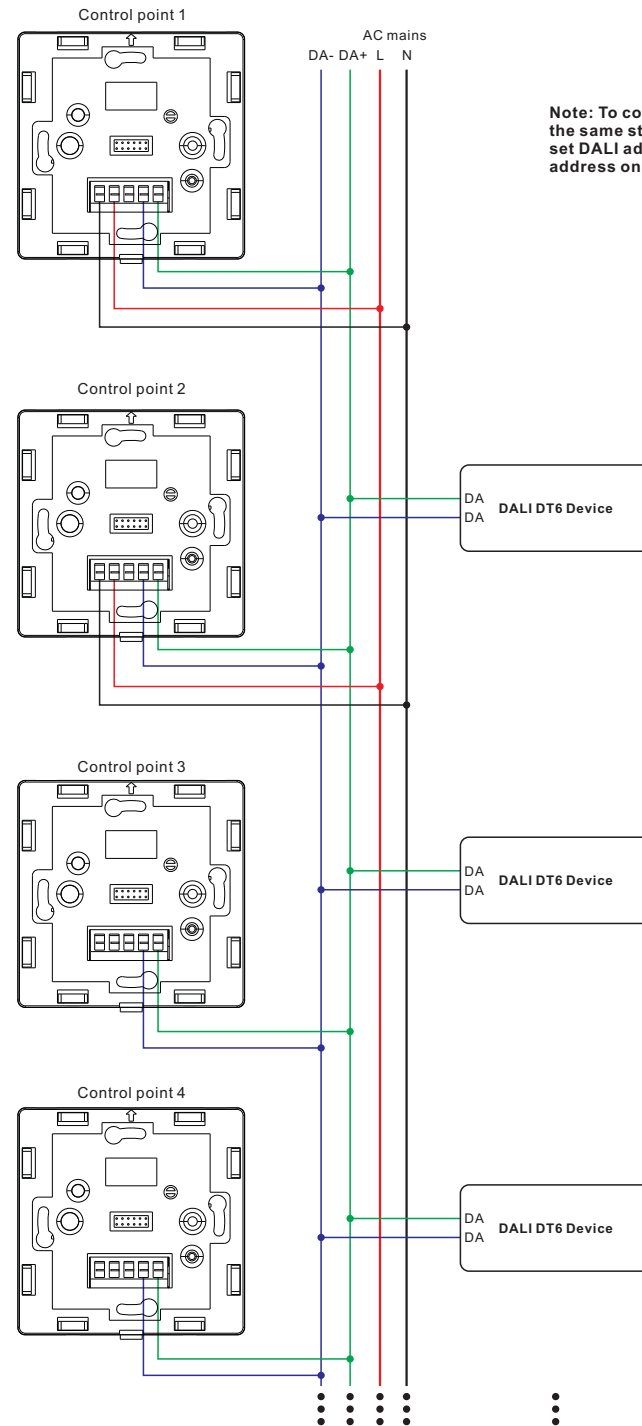 Control point 1
AC mains
DA- DA+ L N
Note: To co
the same st
set DALI ad
address on
Control point 2
DA
DA
DALI DT6 Device
Control point 3
DA
DA
DALI DT6 Device
Control point 4
DA
DA
DALI DT6 Device